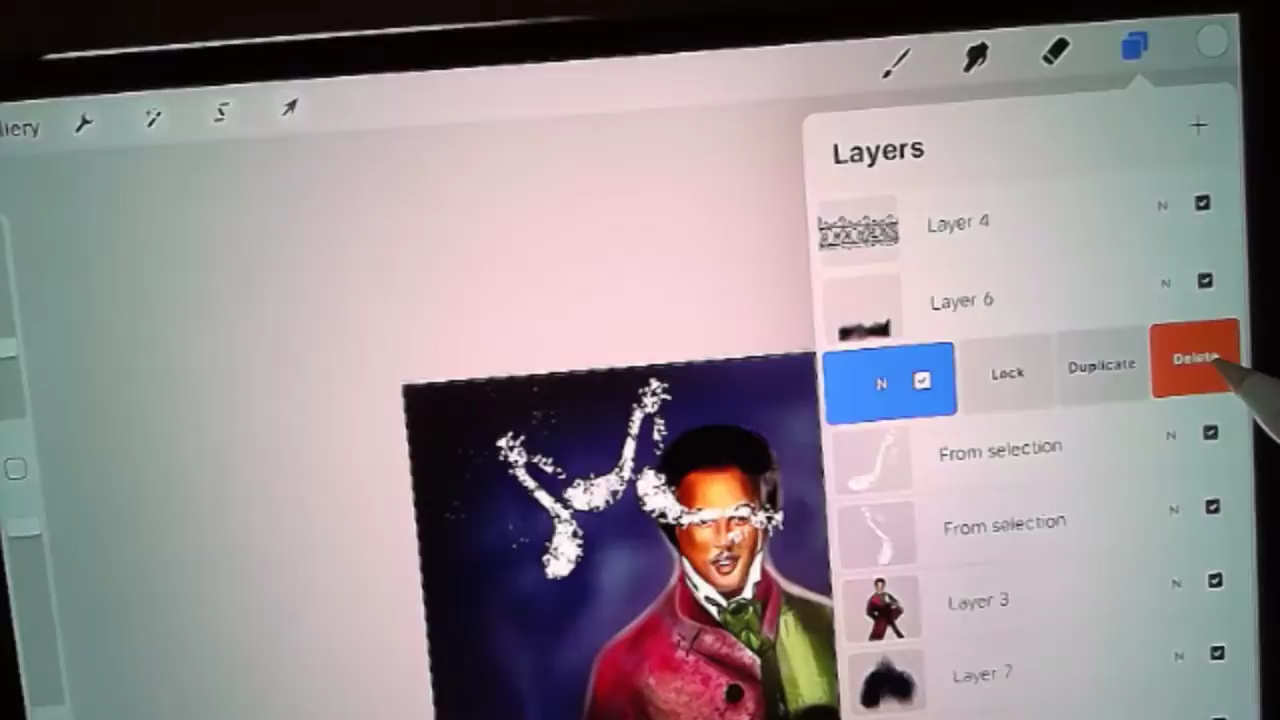 llery
Layers
Layer 4
N
Layer 6
N
N
Lock
Duplicate
Delete
From selection
N
From selection
N
Layer 3
N
Layer 7
N